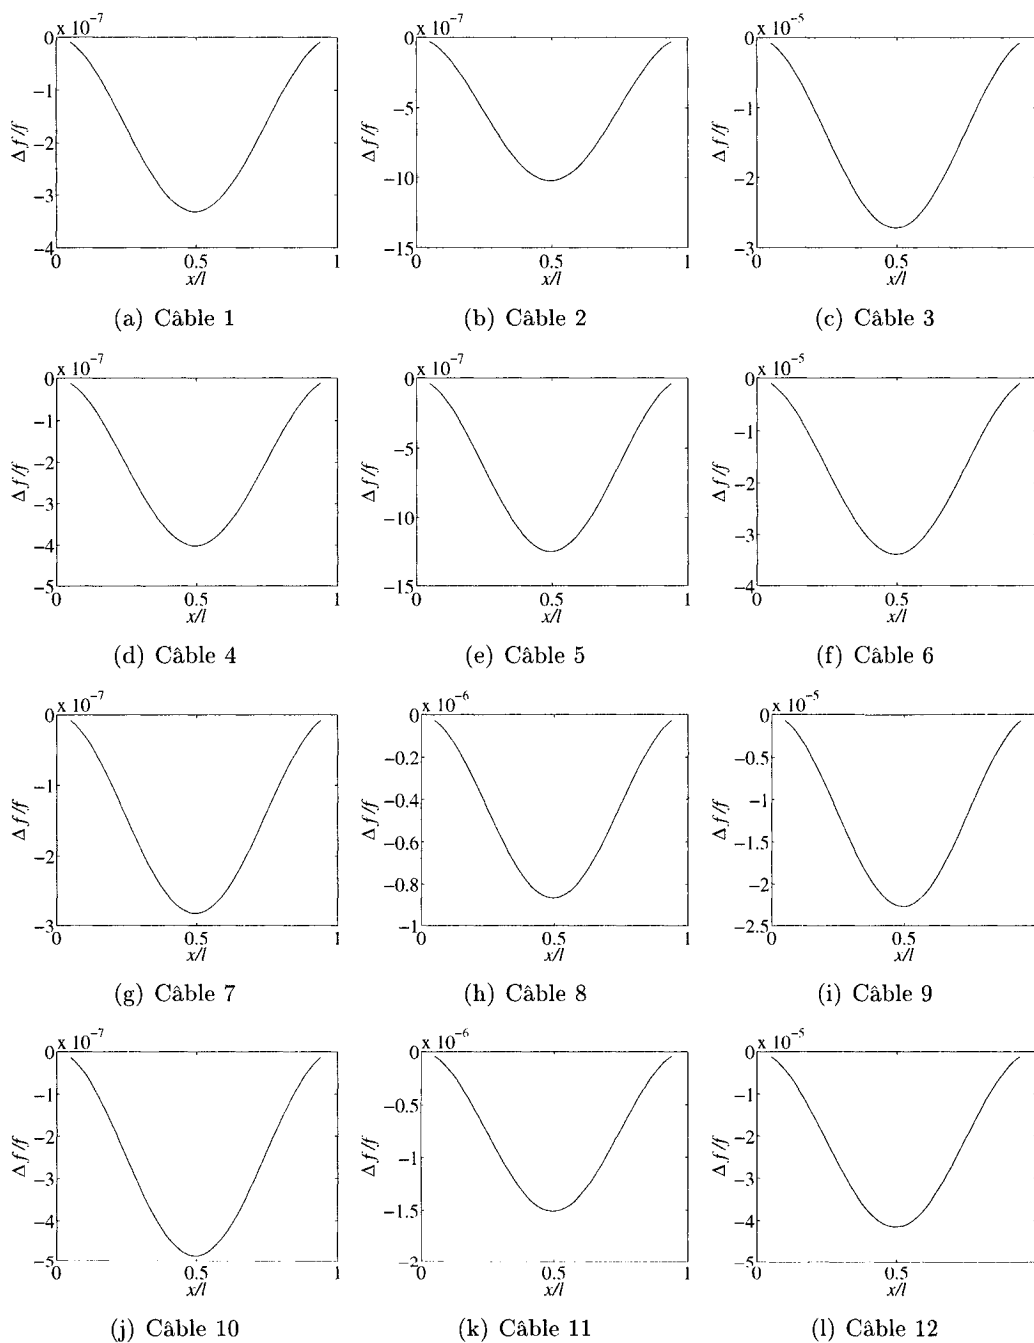 x 10⁻⁷
0
−1
−2
−3
−4
Δf/f
0
0.5
1
x/l
(a) Câble 1
x 10⁻⁷
0
−5
−10
−15
Δf/f
0
0.5
1
x/l
(b) Câble 2
x 10⁻⁵
0
−1
−2
−3
Δf/f
0
0.5
x/l
(c) Câble 3
x 10⁻⁷
0
−1
−2
−3
−4
−5
Δf/f
0
0.5
1
x/l
(d) Câble 4
x 10⁻⁷
0
−5
−10
−15
Δf/f
0
0.5
1
x/l
(e) Câble 5
x 10⁻⁵
0
−1
−2
−3
−4
Δf/f
0
0.5
x/l
(f) Câble 6
x 10⁻⁷
0
−1
−2
−3
Δf/f
0
0.5
1
x/l
(g) Câble 7
x 10⁻⁶
0
−0.2
−0.4
−0.6
−0.8
−1
Δf/f
0
0.5
1
x/l
(h) Câble 8
x 10⁻⁵
0
−0.5
−1
−1.5
−2
−2.5
Δf/f
0
0.5
x/l
(i) Câble 9
x 10⁻⁷
0
−1
−2
−3
−4
−5
Δf/f
0
0.5
1
x/l
(j) Câble 10
x 10⁻⁶
0
−0.5
−1
−1.5
−2
Δf/f
0
0.5
1
x/l
(k) Câble 11
x 10⁻⁵
0
−1
−2
−3
−4
−5
Δf/f
0
0.5
x/l
(l) Câble 12